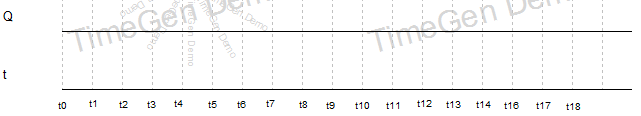 Q
TimeGen Demo
TimeGen Demo
t
t0 t1 t2 t3 t4 t5 t6 t7 t8 t9 t10 t11 t12 t13 t14 t16 t17 t18